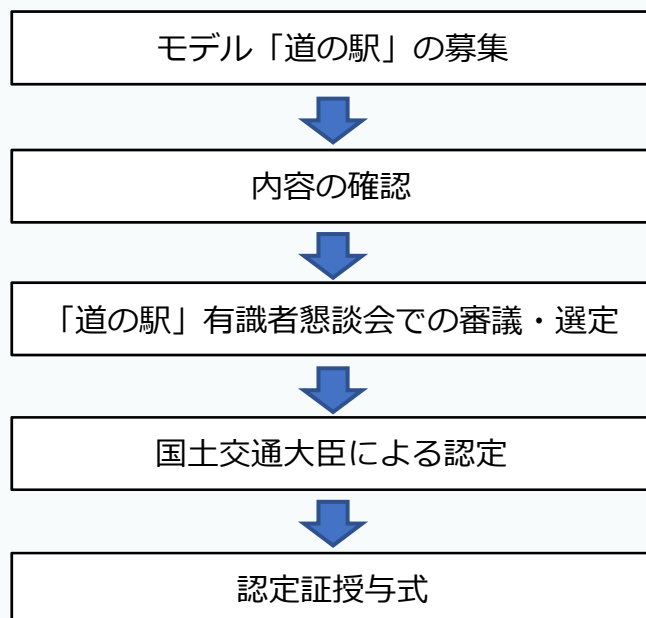 モデル「道の駅」の募集
内容の確認
「道の駅」有識者懇談会での審議・選定
国土交通大臣による認定
認定証授与式